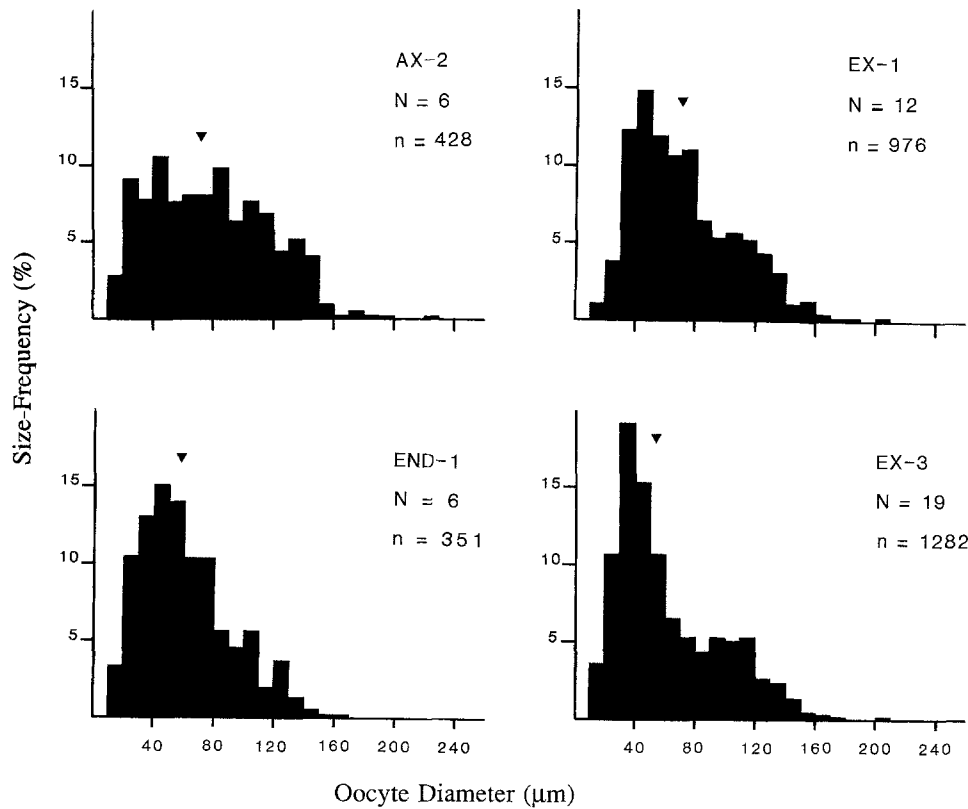 Size-Frequency (%)
AX-2
N = 6
n = 428
15
10
5
EX-1
N = 12
n = 976
15
10
5
END-1
N = 6
n = 351
15
10
5
40 80 120 160 200 240
EX-3
N = 19
n = 1282
15
10
5
40 80 120 160 200 240
Oocyte Diameter (μm)